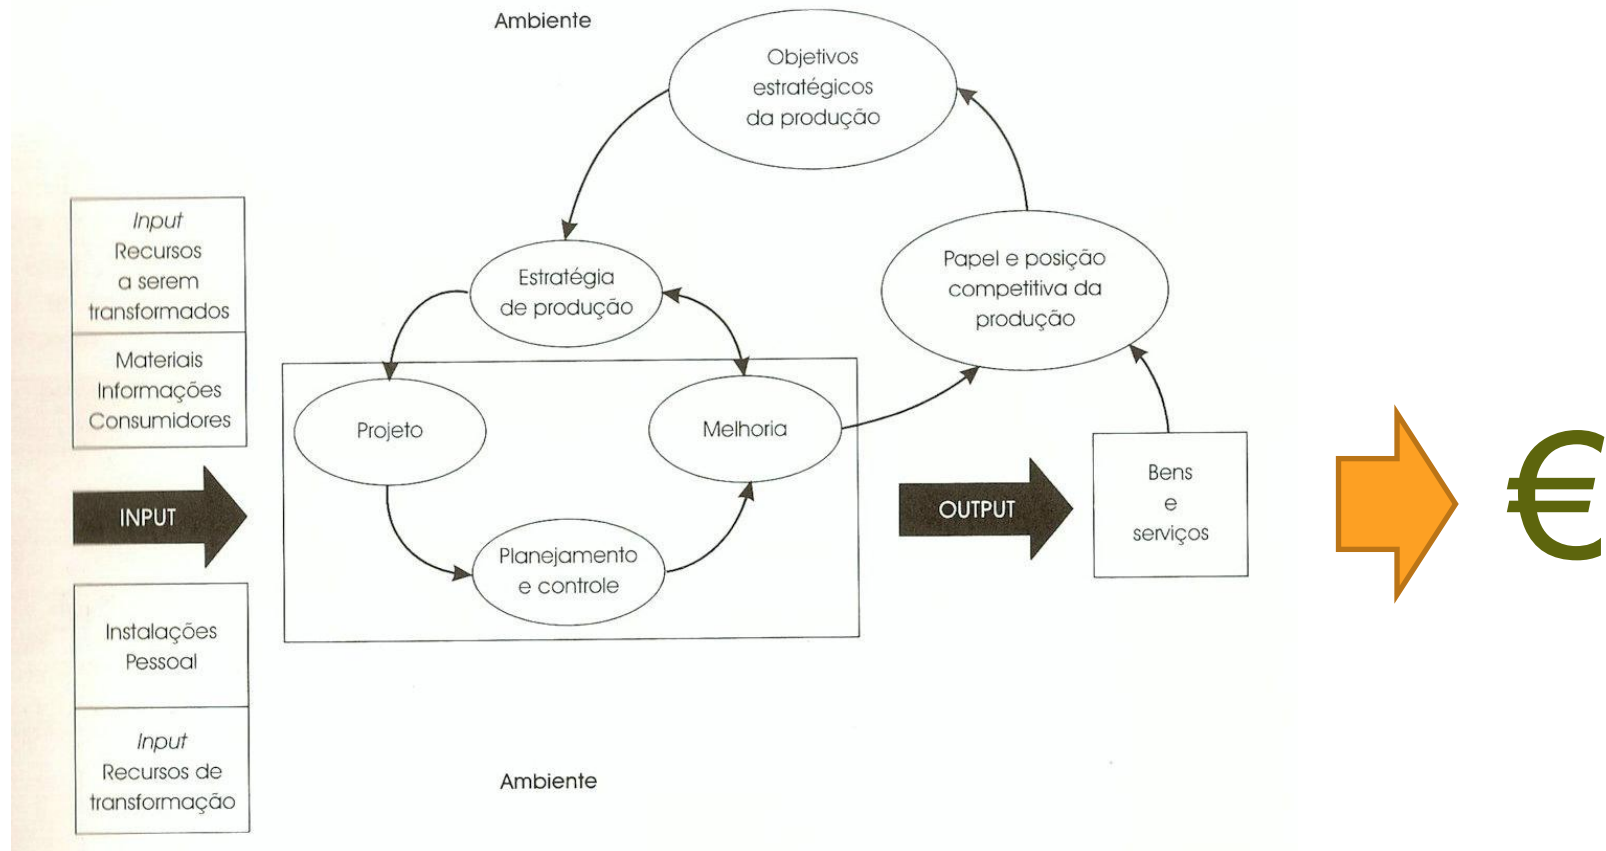 Ambiente
Objetivos
estratégicos
da produção
Input
Recursos
a serem
transformados
Materiais
Informações
Consumidores
INPUT
Instalações
Pessoal
Input
Recursos de
transformação
Estratégia
de produção
Papel e posição
competitiva da
produção
Projeto
Melhoria
Planejamento
e controle
OUTPUT
Bens
e
serviços
€
Ambiente